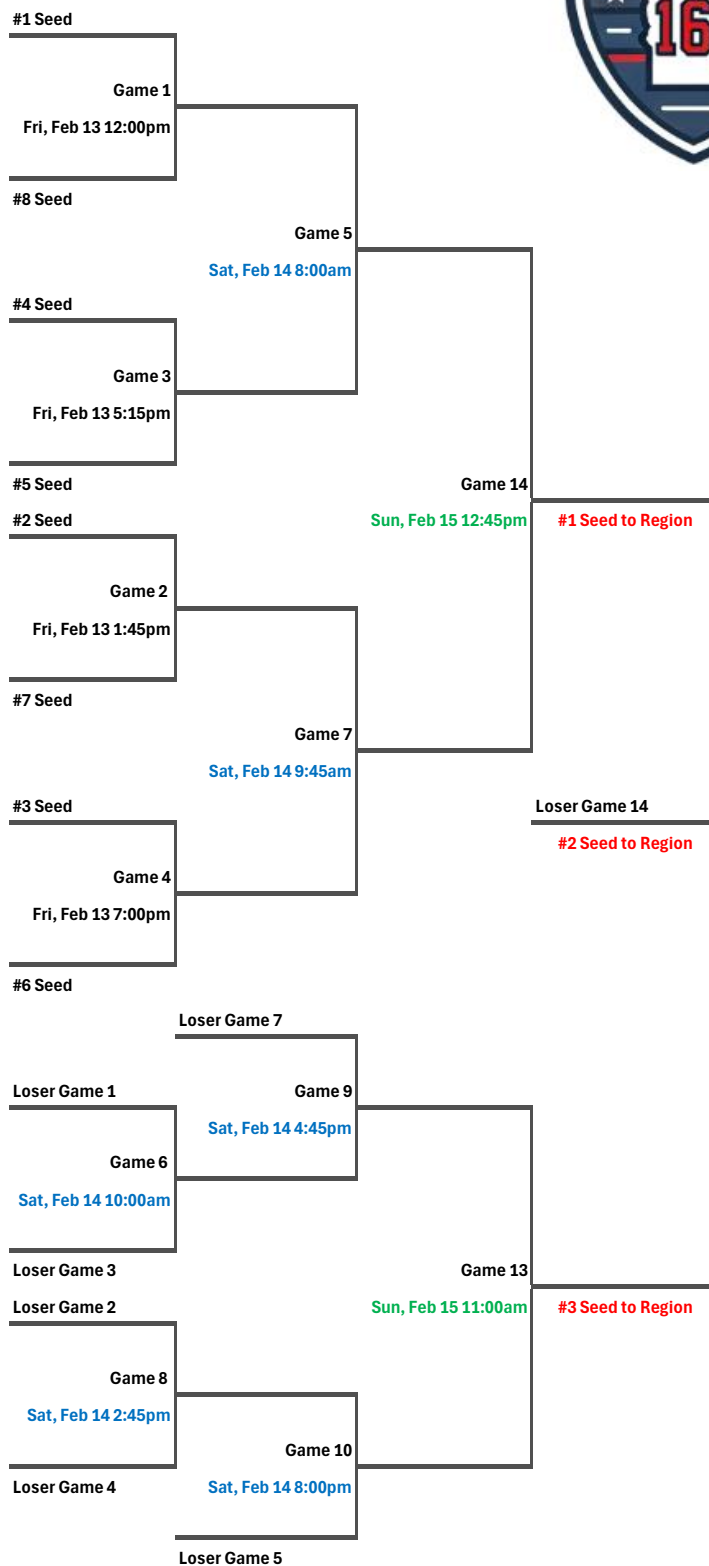 #1 Seed
16
Game 1
Fri, Feb 13 12:00pm
#8 Seed
Game 5
Sat, Feb 14 8:00am
#4 Seed
Game 3
Fri, Feb 13 5:15pm
#5 Seed
Game 14
#2 Seed
Sun, Feb 15 12:45pm
#1 Seed to Region
Game 2
Fri, Feb 13 1:45pm
#7 Seed
Game 7
Sat, Feb 14 9:45am
#3 Seed
Loser Game 14
#2 Seed to Region
Game 4
Fri, Feb 13 7:00pm
#6 Seed
Loser Game 7
Loser Game 1
Game 9
Sat, Feb 14 4:45pm
Game 6
Sat, Feb 14 10:00am
Loser Game 3
Game 13
Loser Game 2
Sun, Feb 15 11:00am
#3 Seed to Region
Game 8
Sat, Feb 14 2:45pm
Game 10
Loser Game 4
Sat, Feb 14 8:00pm
Loser Game 5